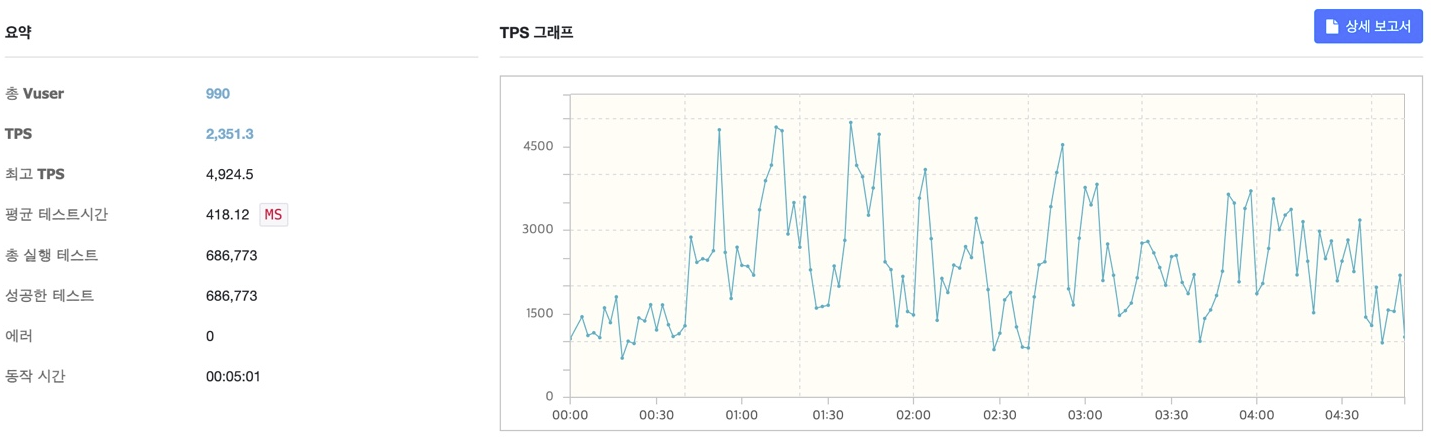 요약
총 Vuser 990
TPS 2,351.3
최고 TPS 4,924.5
평균 테스트시간 418.12 MS
총 실행 테스트 686,773
성공한 테스트 686,773
에러 0
동작 시간 00:05:01
TPS 그래프
상세 보고서
4500
3000
1500
0
00:00 00:30 01:00 01:30 02:00 02:30 03:00 03:30 04:00 04:30